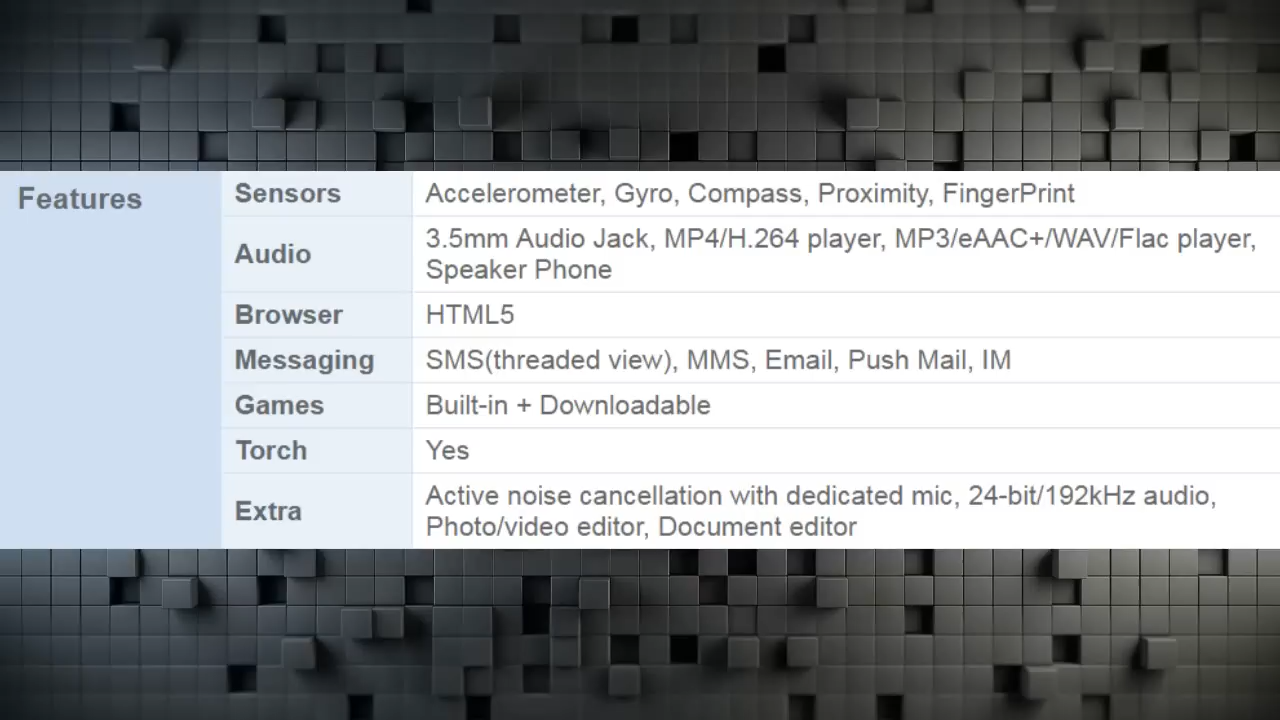 Features
Sensors
Accelerometer, Gyro, Compass, Proximity, FingerPrint
Audio
3.5mm Audio Jack, MP4/H.264 player, MP3/eAAC+/WAV/Flac player,
Speaker Phone
Browser
HTML5
Messaging
SMS(threaded view), MMS, Email, Push Mail, IM
Games
Built-in + Downloadable
Torch
Yes
Extra
Active noise cancellation with dedicated mic, 24-bit/192kHz audio,
Photo/video editor, Document editor